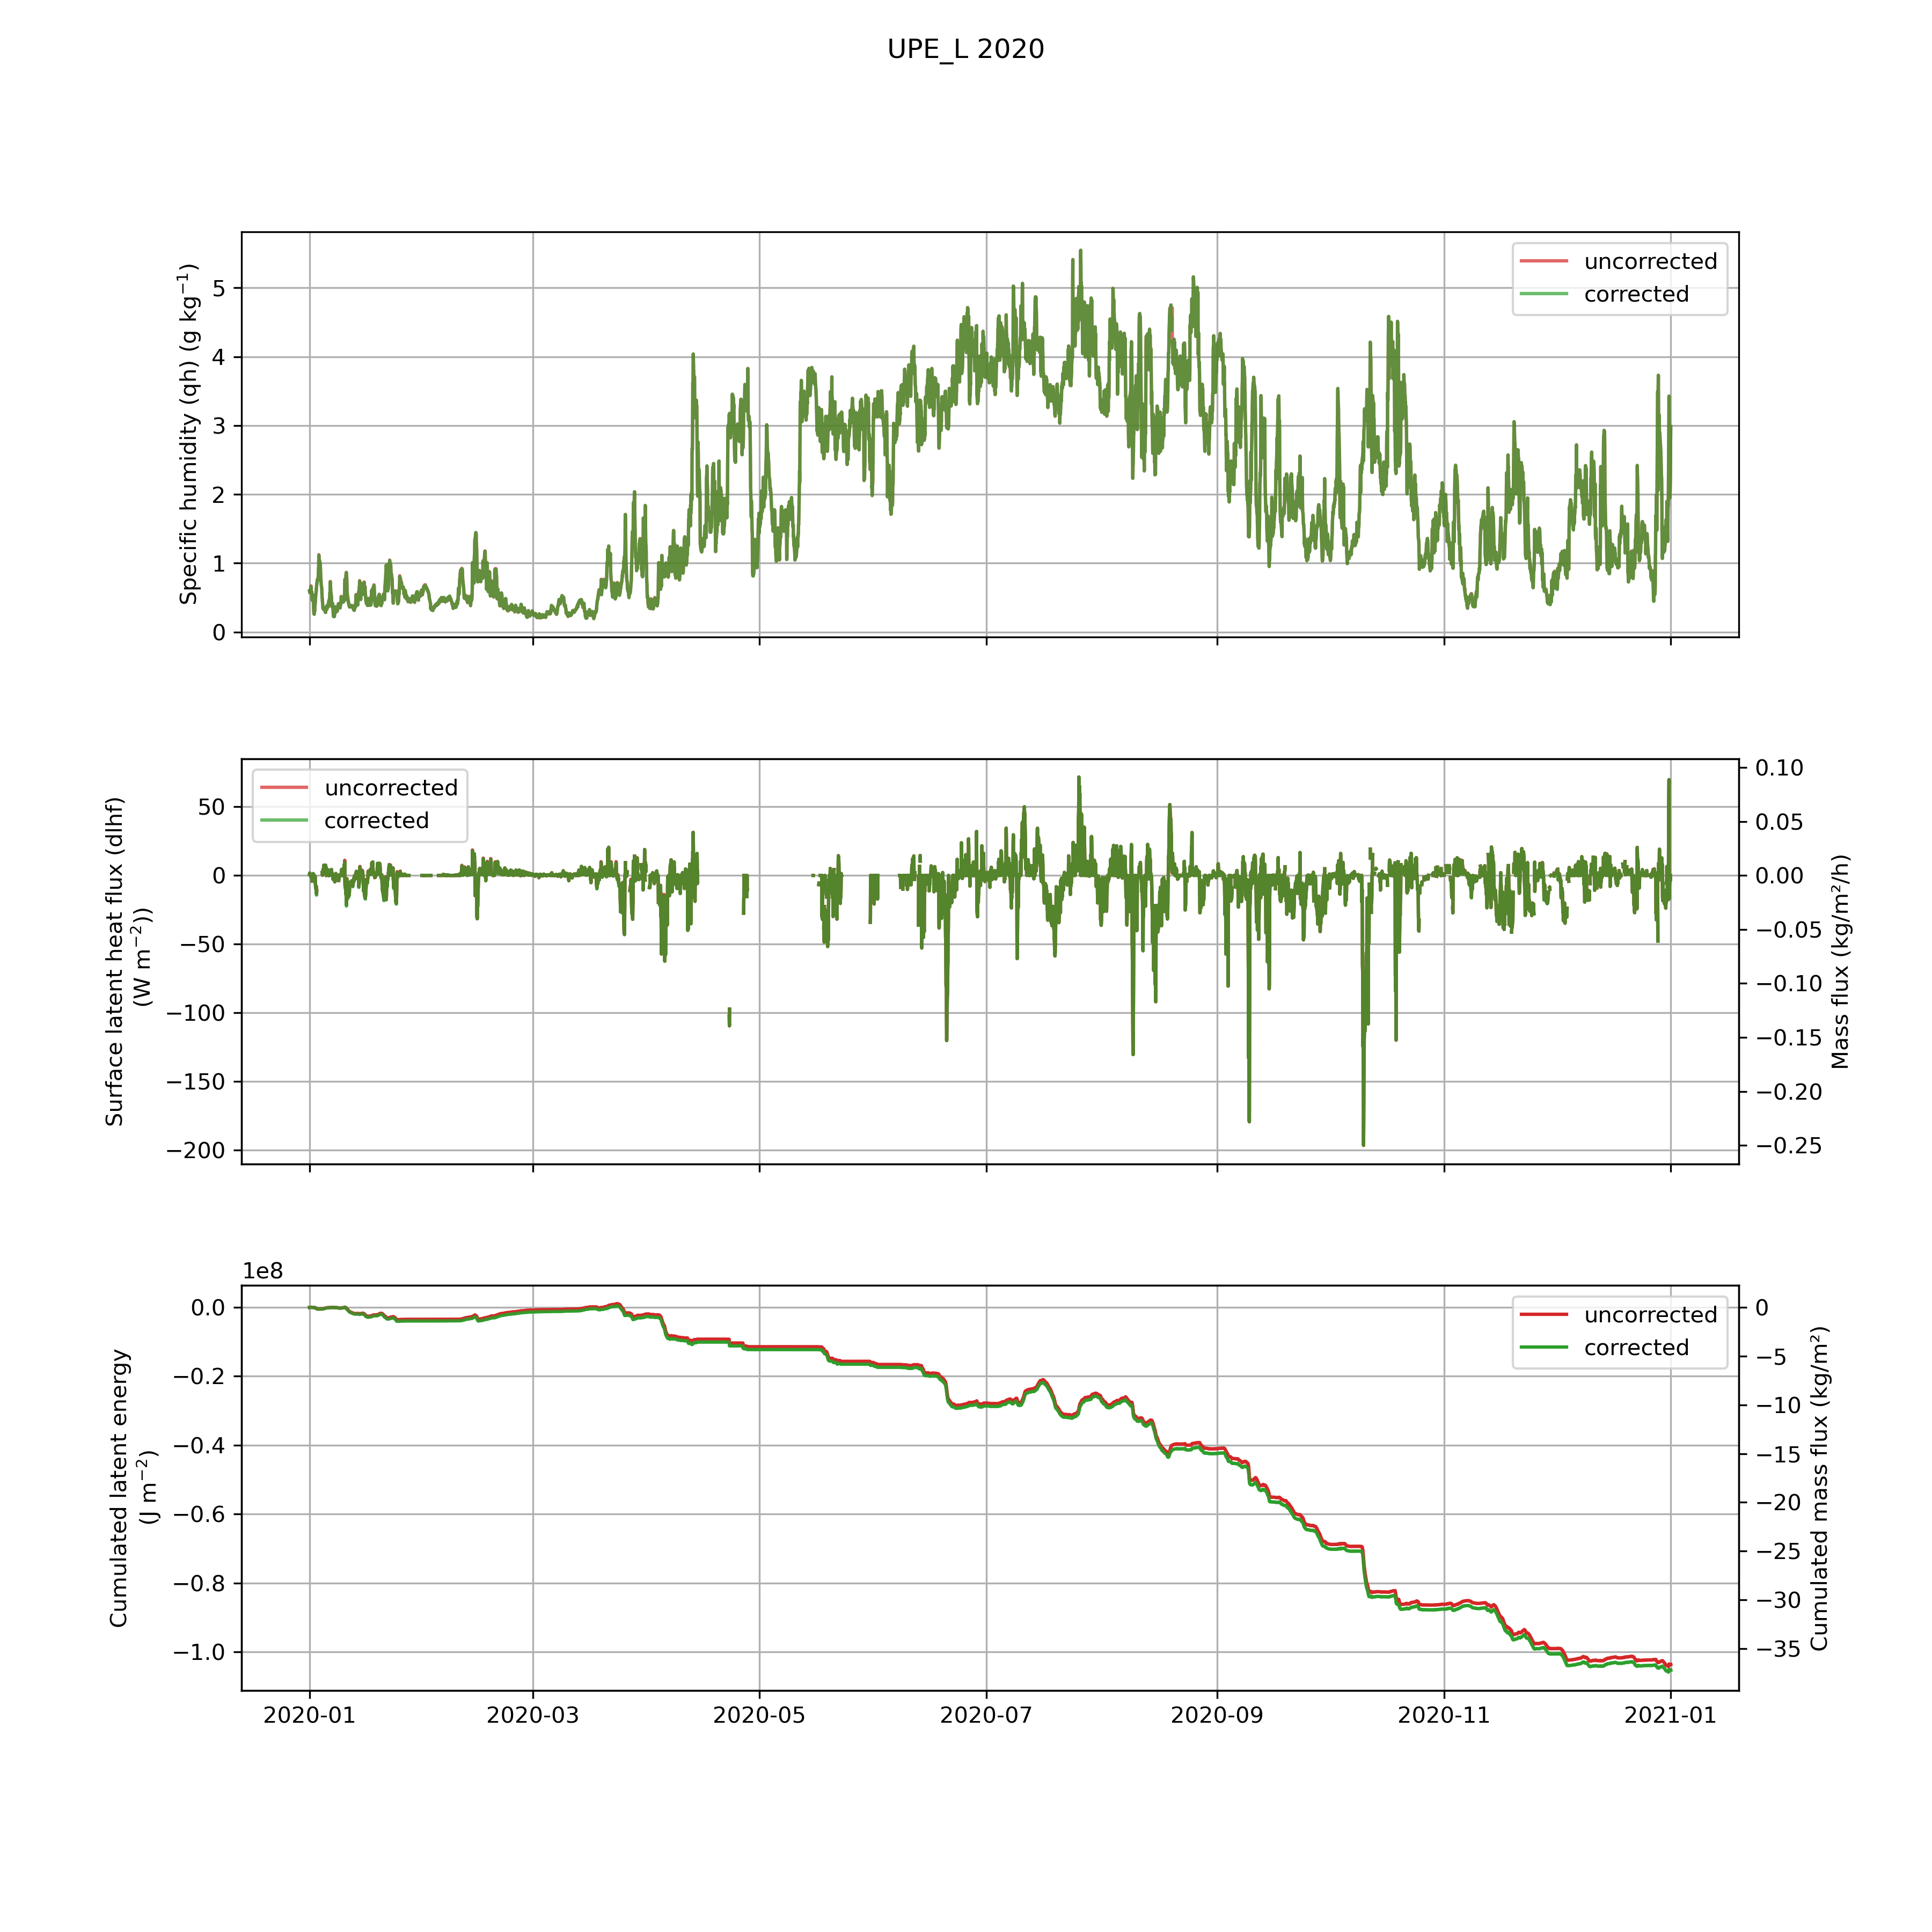 UPE_L 2020
Specific humidity (qh) (g kg⁻¹)
5
4
3
2
1
0
uncorrected
corrected
Surface latent heat flux (dlhf)
(W m⁻²))
50
0
−50
−100
−150
−200
uncorrected
corrected
0.10
0.05
0.00
−0.05
−0.10
−0.15
−0.20
−0.25
Mass flux (kg/m²/h)
1e8
Cumulated latent energy
(J m⁻²)
0.0
−0.2
−0.4
−0.6
−0.8
−1.0
uncorrected
corrected
0
−5
−10
−15
−20
−25
−30
−35
Cumulated mass flux (kg/m²)
2020-01 2020-03 2020-05 2020-07 2020-09 2020-11 2021-01